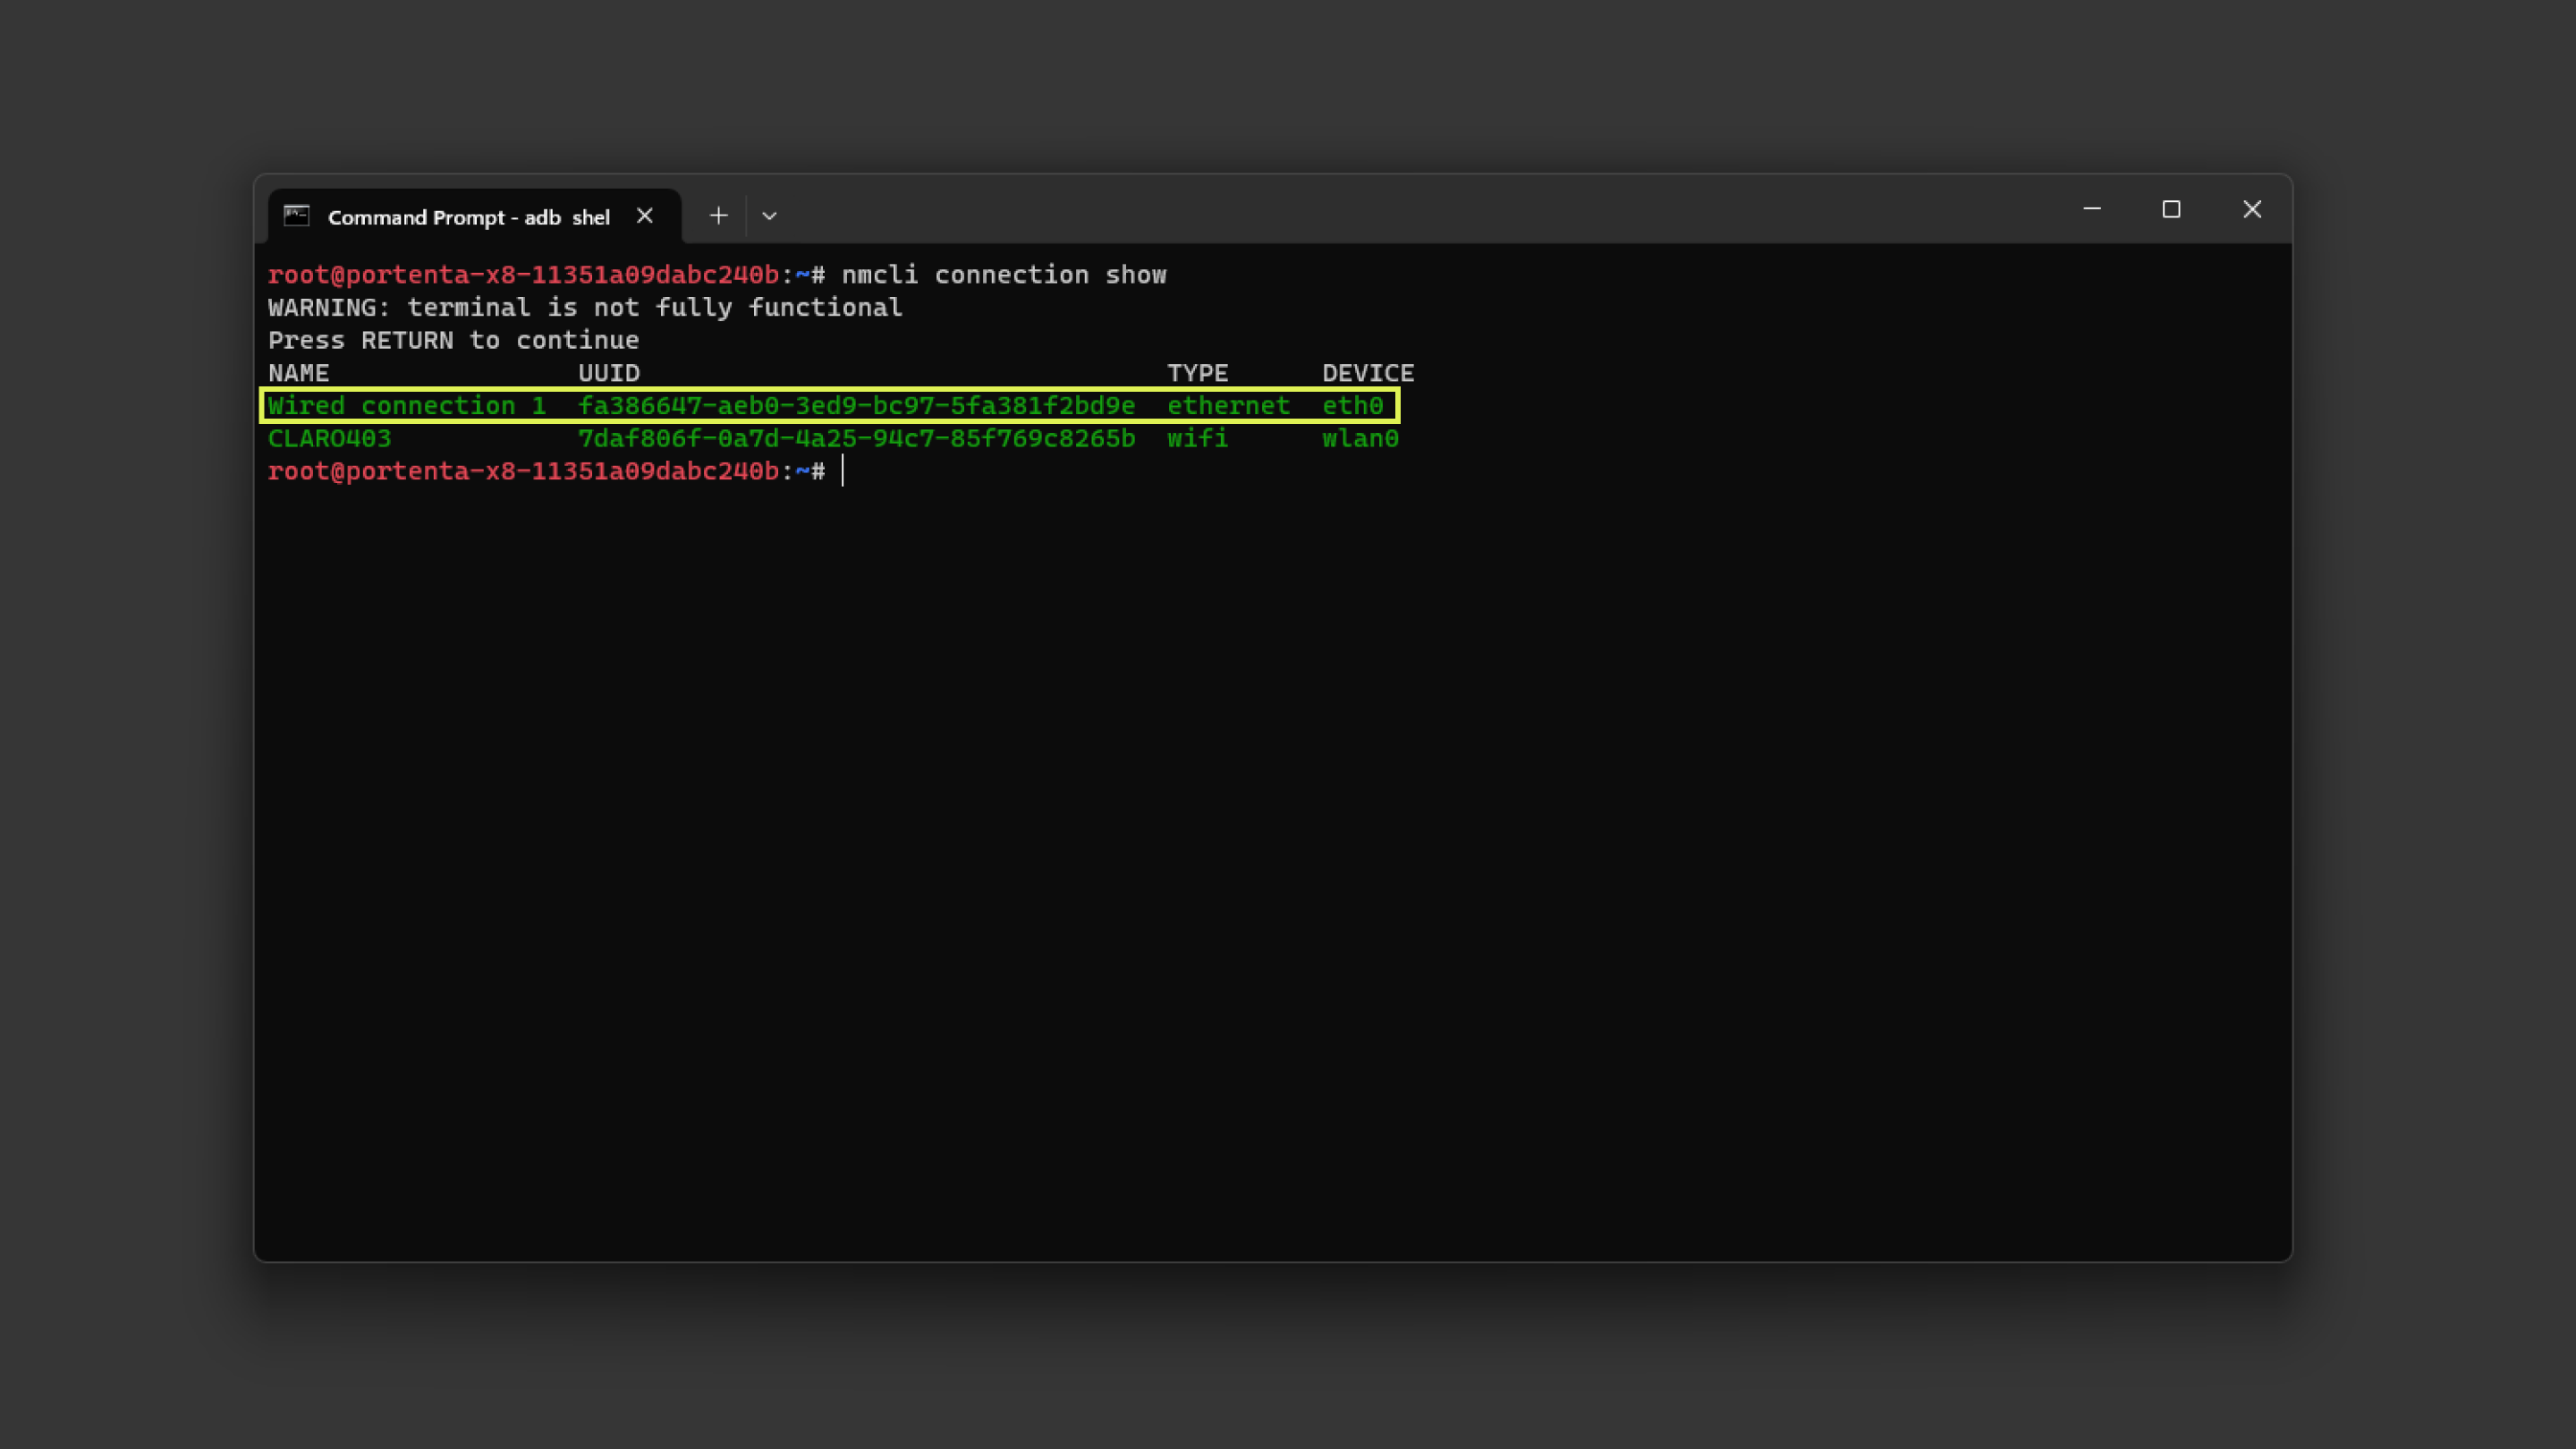 Command Prompt - adb  shel
root@portenta-x8-11351a09dabc240b:~# nmcli connection show
WARNING: terminal is not fully functional
Press RETURN to continue
NAME                UUID                                  TYPE      DEVICE
Wired connection 1  fa386647-aeb0-3ed9-bc97-5fa381f2bd9e  ethernet  eth0
CLARO403            7daf806f-0a7d-4a25-94c7-85f769c8265b  wifi      wlan0
root@portenta-x8-11351a09dabc240b:~#